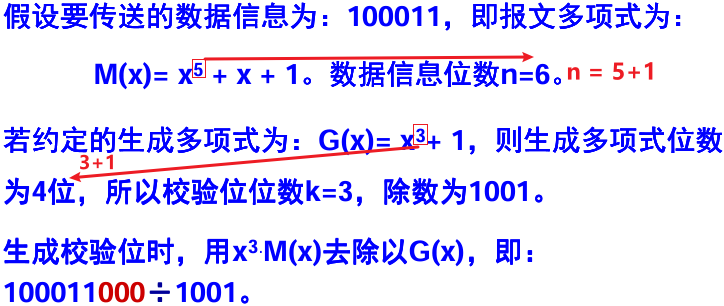 假设要传送的数据信息为：100011，即报文多项式为：
M(x)= x⁵ + x + 1。数据信息位数n=6。n = 5+1
若约定的生成多项式为：G(x)= x³+ 1，则生成多项式位数
3+1
为4位，所以校验位位数k=3，除数为1001。
生成校验位时，用x³·M(x)去除以G(x)，即：
100011000÷1001。